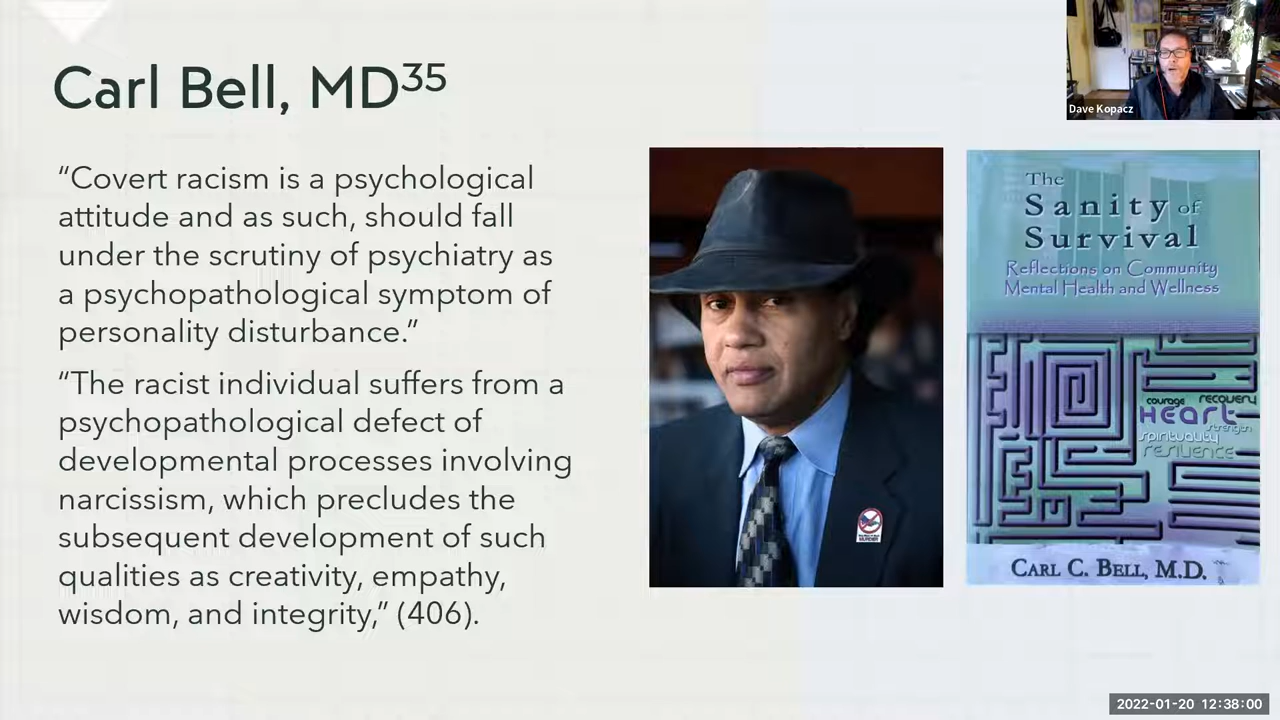 Carl Bell, MD35
Dave Kopacz
“Covert racism is a psychological
attitude and as such, should fall
under the scrutiny of psychiatry as
a psychopathological symptom of
personality disturbance.”
“The racist individual suffers from a
psychopathological defect of
developmental processes involving
narcissism, which precludes the
subsequent development of such
qualities as creativity, empathy,
wisdom, and integrity,” (406).
The
Sanity of
Survival
Reflections on Community
Mental Health and Wellness
courage recovery
Heart
strength
spirituality
resilience
Carl C. Bell, M.D.
2022-01-20 12:38:00